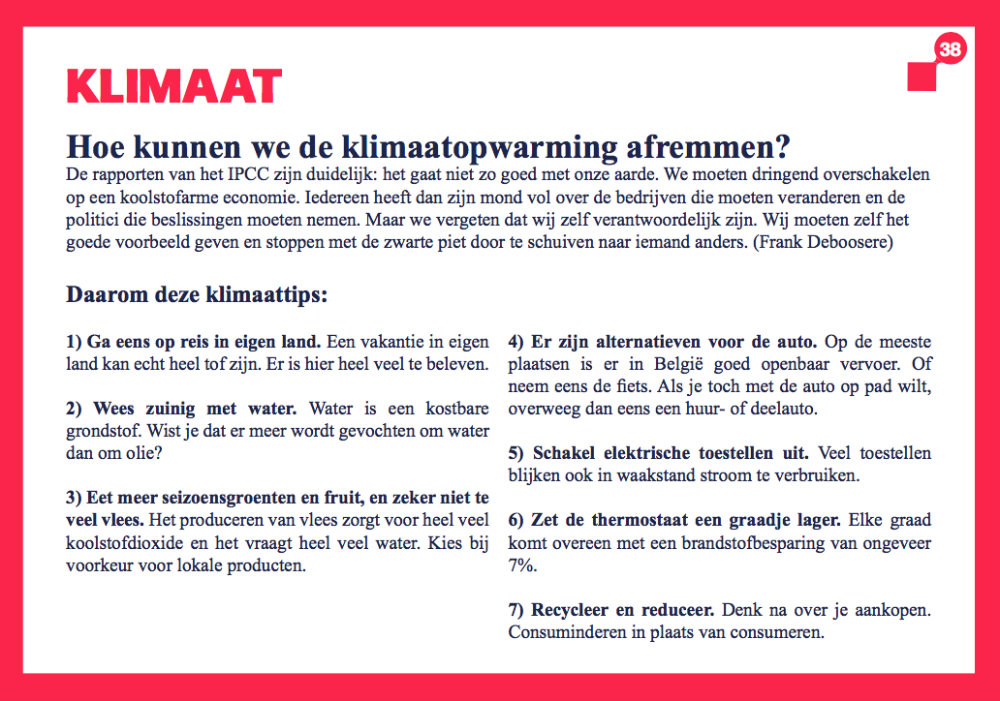 38
KLIMAAT
Hoe kunnen we de klimaatopwarming afremmen?
De rapporten van het IPCC zijn duidelijk: het gaat niet zo goed met onze aarde. We moeten dringend overschakelen
op een koolstofarme economie. Iedereen heeft dan zijn mond vol over de bedrijven die moeten veranderen en de
politici die beslissingen moeten nemen. Maar we vergeten dat wij zelf verantwoordelijk zijn. Wij moeten zelf het
goede voorbeeld geven en stoppen met de zwarte piet door te schuiven naar iemand anders. (Frank Deboosere)
Daarom deze klimaattips:
1) Ga eens op reis in eigen land. Een vakantie in eigen
land kan echt heel tof zijn. Er is hier heel veel te beleven.
2) Wees zuinig met water. Water is een kostbare
grondstof. Wist je dat er meer wordt gevochten om water
dan om olie?
3) Eet meer seizoensgroenten en fruit, en zeker niet te
veel vlees. Het produceren van vlees zorgt voor heel veel
koolstofdioxide en het vraagt heel veel water. Kies bij
voorkeur voor lokale producten.
4) Er zijn alternatieven voor de auto. Op de meeste
plaatsen is er in België goed openbaar vervoer. Of
neem eens de fiets. Als je toch met de auto op pad wilt,
overweeg dan eens een huur- of deelauto.
5) Schakel elektrische toestellen uit. Veel toestellen
blijken ook in waakstand stroom te verbruiken.
6) Zet de thermostaat een graadje lager. Elke graad
komt overeen met een brandstofbesparing van ongeveer
7%.
7) Recycleer en reduceer. Denk na over je aankopen.
Consuminderen in plaats van consumeren.